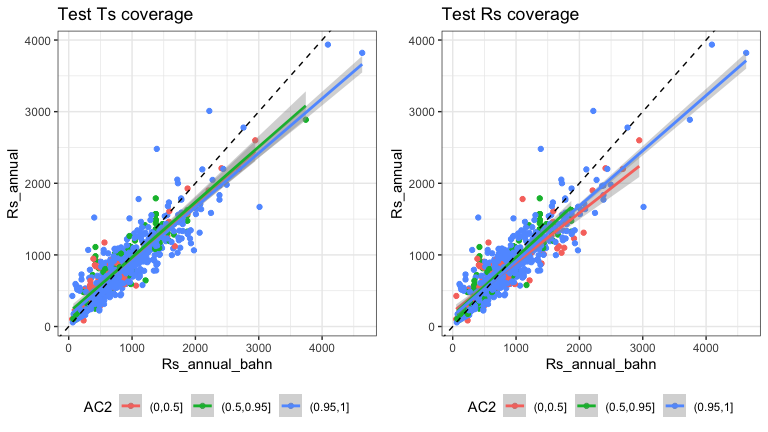 Test Ts coverage
4000
3000
2000
1000
0
Rs_annual
0 1000 2000 3000 4000
Rs_annual_bahn
AC2 (0,0.5] (0.5,0.95] (0.95,1]
Test Rs coverage
4000
3000
2000
1000
0
Rs_annual
0 1000 2000 3000 4000
Rs_annual_bahn
AC2 (0,0.5] (0.5,0.95] (0.95,1]